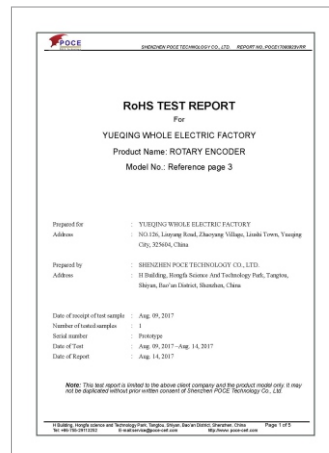 POCE
SHENZHEN POCE TECHNOLOGY CO., LTD. REPORT NO.:POCE17080923VRR
RoHS TEST REPORT
For
YUEQING WHOLE ELECTRIC FACTORY
Product Name: ROTARY ENCODER
Model No.: Reference page 3
Prepared for : YUEQING WHOLE ELECTRIC FACTORY
Address : NO.126, Linyang Road, Zhaoyang Village, Liushi Town, Yueqing
City, 325604, China
Prepared by : SHENZHEN POCE TECHNOLOGY CO., LTD.
Address : H Building, Hongfa Science And Technology Park, Tangtou,
Shiyan, Bao'an District, Shenzhen, China
Date of receipt of test sample : Aug. 09, 2017
Number of tested samples : 1
Serial number : Prototype
Date of Test : Aug. 09, 2017~Aug. 14, 2017
Date of Report : Aug. 14, 2017
Note: This test report is limited to the above client company and the product model only. It may
not be duplicated without prior written consent of Shenzhen POCE Technology Co., Ltd.
H Building, Hongfa science and Technology Park, Tangtou, Shiyan, Bao'an District, Shenzhen, China Page 1 of 5